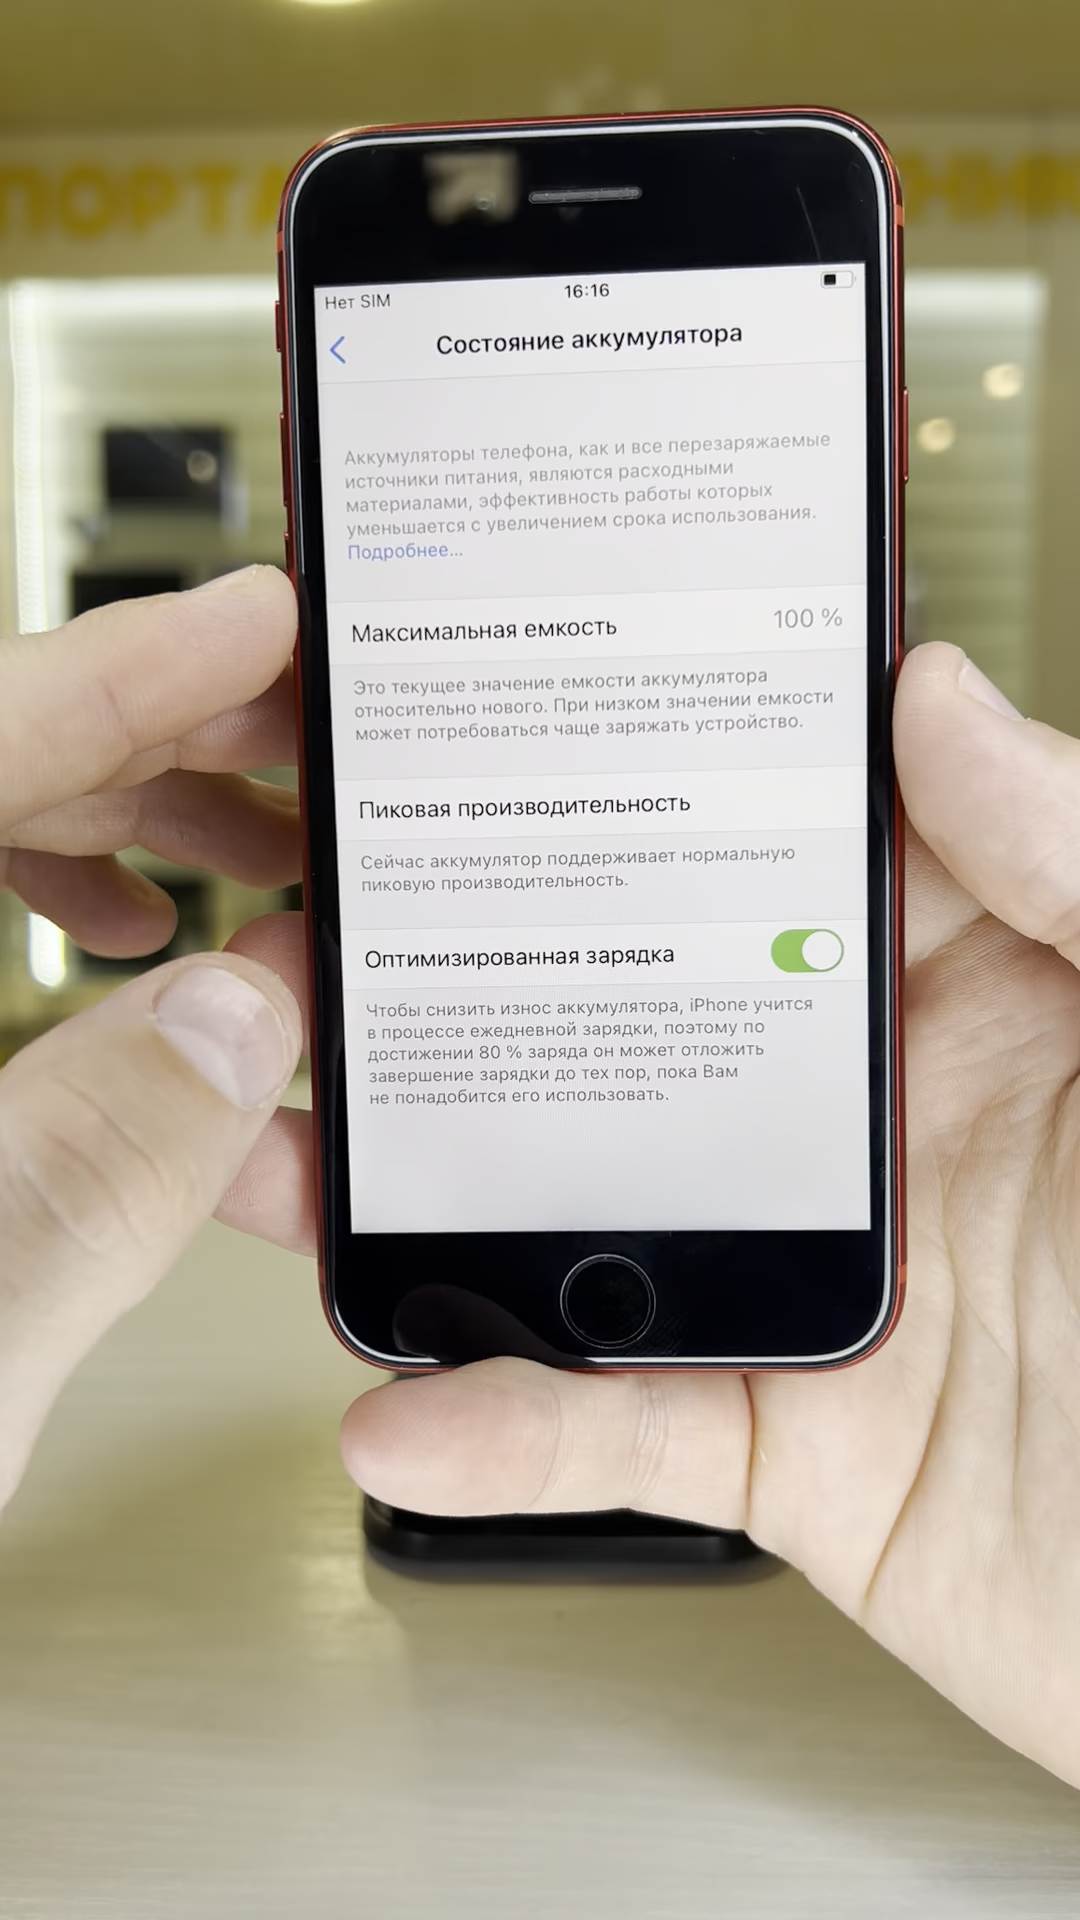 ПОРТА
Нет SIM
16:16
Состояние аккумулятора
Аккумуляторы телефона, как и все перезаряжаемые
источники питания, являются расходными
материалами, эффективность работы которых
уменьшается с увеличением срока использования.
Подробнее...
Максимальная емкость 100 %
Это текущее значение емкости аккумулятора
относительно нового. При низком значении емкости
может потребоваться чаще заряжать устройство.
Пиковая производительность
Сейчас аккумулятор поддерживает нормальную
пиковую производительность.
Оптимизированная зарядка
Чтобы снизить износ аккумулятора, iPhone учится
в процессе ежедневной зарядки, поэтому по
достижении 80 % заряда он может отложить
завершение зарядки до тех пор, пока Вам
не понадобится его использовать.